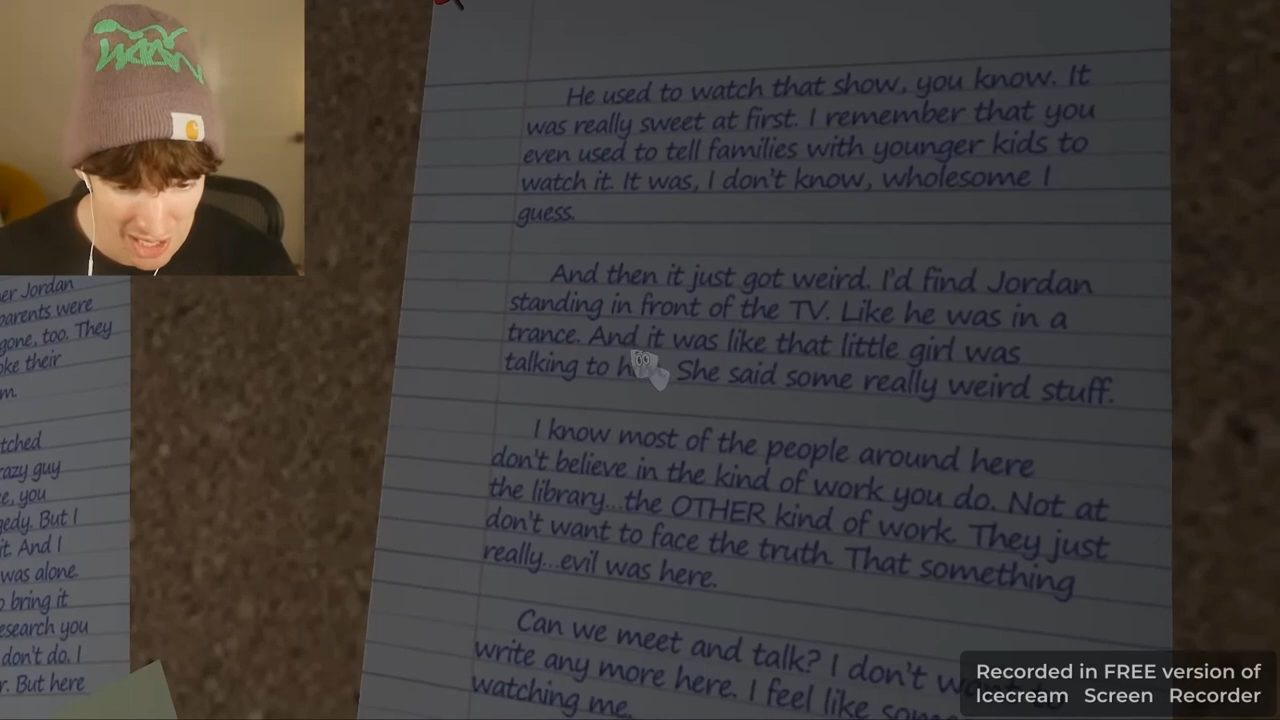 He used to watch that show, you know. It
was really sweet at first. I remember that you
even used to tell families with younger kids to
watch it. It was, I don't know, wholesome I
guess.
And then it just got weird. I'd find Jordan
standing in front of the TV. Like he was in a
trance. And it was like that little girl was
talking to She said some really weird stuff.
I know most of the people around here
don't believe in the kind of work you do. Not at
the library...the OTHER kind of work. They just
don't want to face the truth. That something
really...evil was here.
Can we meet and talk? I don't
write any more here. I feel like
watching me.
er Jordan
parents were
gone, too. They
oke their
m.
tched
razy guy
e, you
gedy. But I
it. And I
was alone.
o bring it
esearch you
don't do. I
r. But here
Recorded in FREE version of
Icecream Screen Recorder